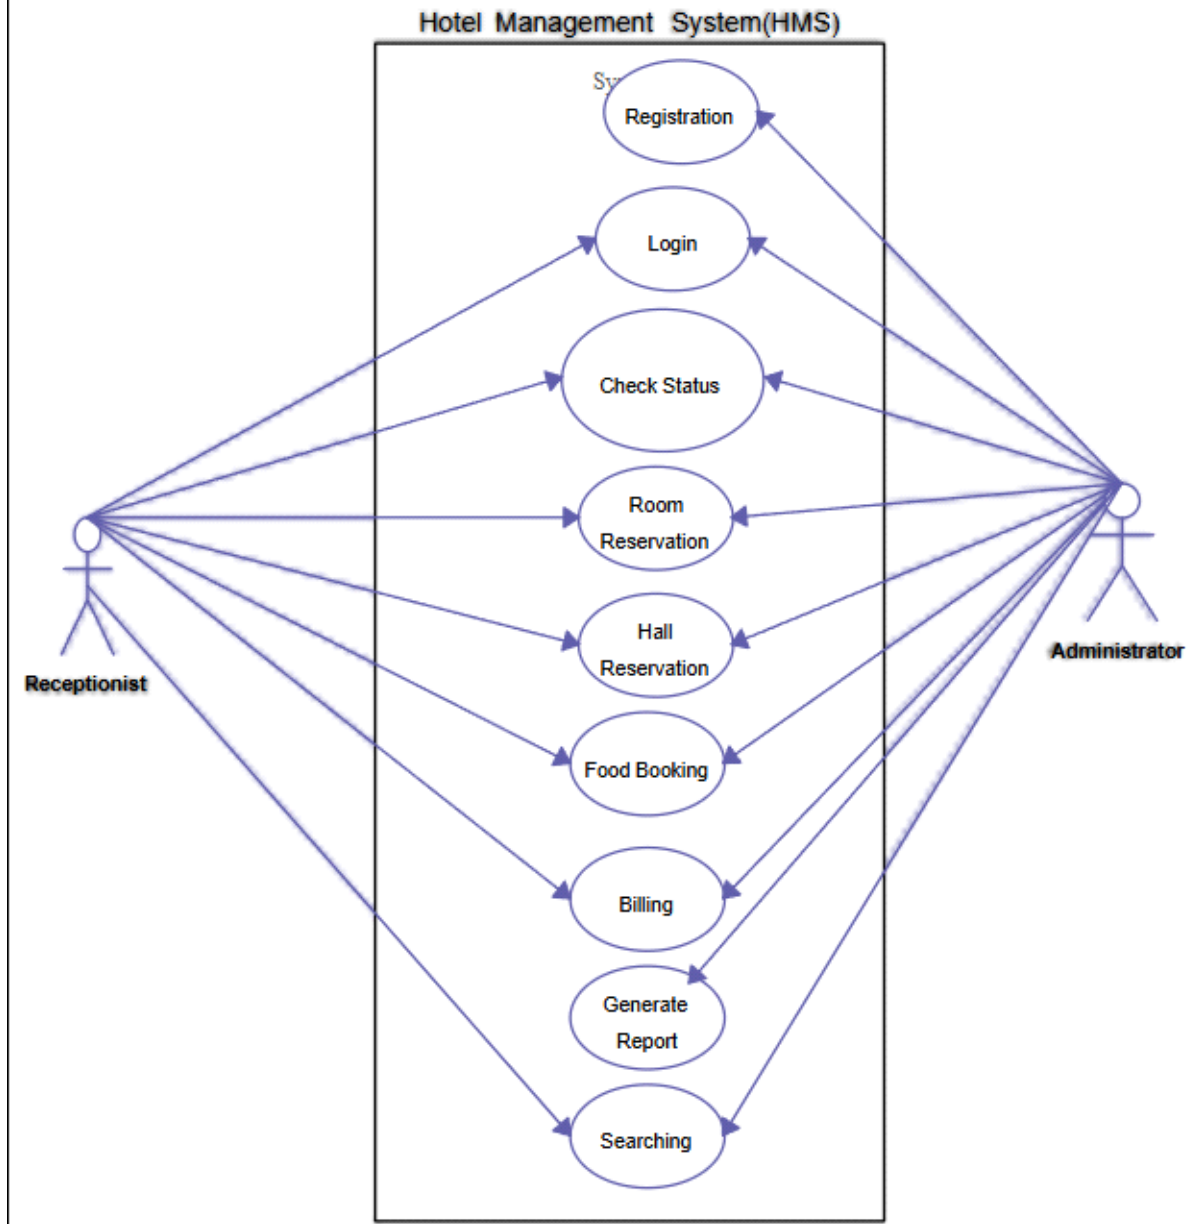 Hotel Management System(HMS)
Registration
Login
Check Status
Room
Reservation
Hall
Reservation
Receptionist
Administrator
Food Booking
Billing
Generate
Report
Searching